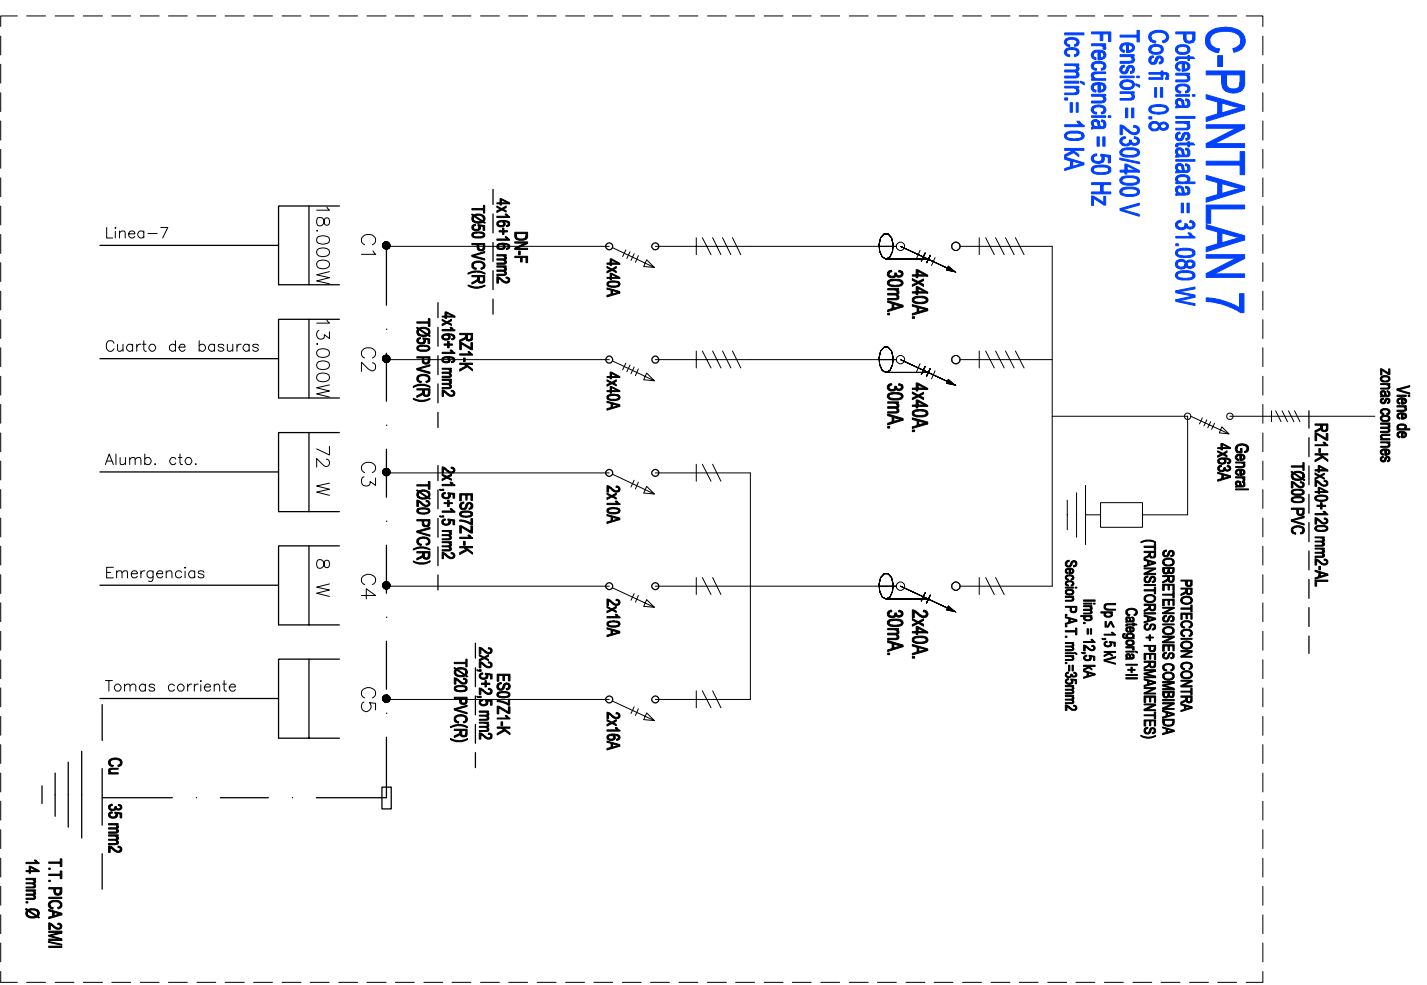 C-PANTALAN 7
Potencia Instalada = 31.080 W
Cos fi = 0.8
Tensión = 230/400 V
Frecuencia = 50 Hz
Icc mín.= 10 kA
Viene de
zonas comunes
RZ1-K 4x240+120 mm2-AL
TØ200 PVC
General
4x63A
PROTECCION CONTRA
SOBRETENSIONES COMBINADA
(TRANSITORIAS + PERMANENTES)
Categoría I+II
Up ≤ 1,5 kV
Iimp. = 12,5 kA
Seccion P.A.T. mín.=35mm2
4x40A.
30mA.
4x40A.
30mA.
2x40A.
30mA.
4x40A
4x40A
2x10A
2x10A
2x16A
DN-F
4x16+16 mm2
TØ50 PVC(R)
RZ1-K
4x16+16 mm2
TØ50 PVC(R)
ES07Z1-K
2x1,5+1,5 mm2
TØ20 PVC(R)
ES07Z1-K
2x2,5+2,5 mm2
TØ20 PVC(R)
C1
C2
C3
C4
C5
18.000W
13.000W
72 W
8 W
Linea-7
Cuarto de basuras
Alumb. cto.
Emergencias
Tomas corriente
Cu
35 mm2
T.T. PICA 2M/l
14 mm. Ø